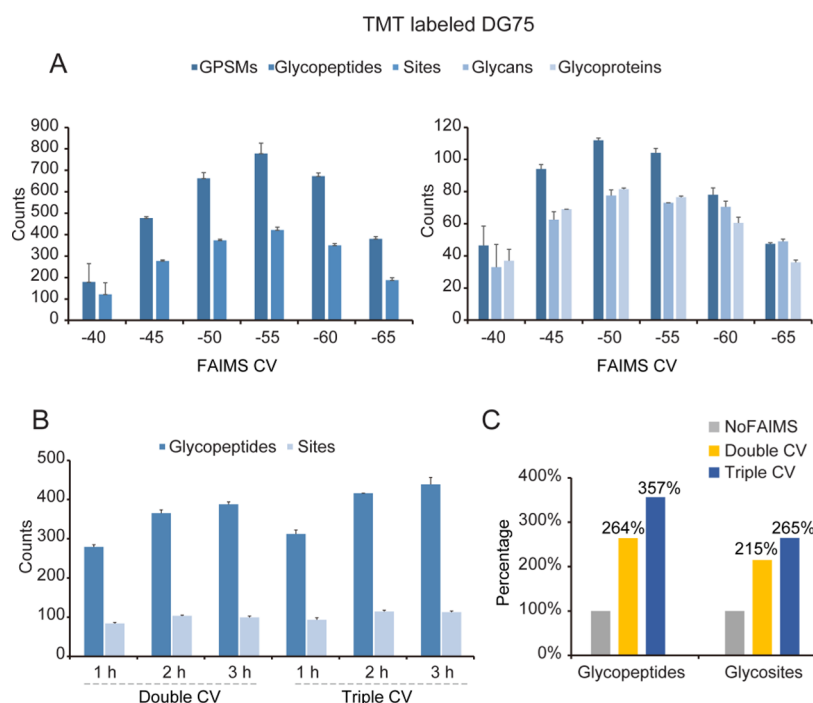 TMT labeled DG75
A
GPSMs Glycopeptides Sites Glycans Glycoproteins
900
800
700
600
500
400
300
200
100
0
Counts
-40 -45 -50 -55 -60 -65
FAIMS CV
120
100
80
60
40
20
0
Counts
-40 -45 -50 -55 -60 -65
FAIMS CV
B
Glycopeptides Sites
500
400
300
200
100
0
Counts
1 h 2 h 3 h 1 h 2 h 3 h
Double CV Triple CV
C
NoFAIMS
Double CV
Triple CV
400%
300%
200%
100%
0%
Percentage
264% 357% 215% 265%
Glycopeptides Glycosites